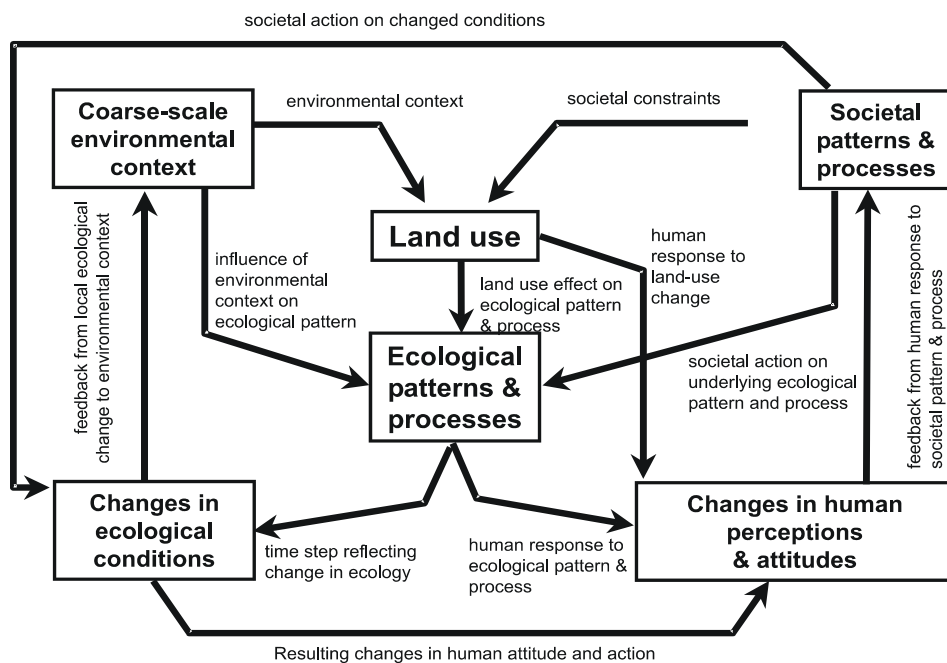 societal action on changed conditions
Coarse-scale
environmental
context
environmental context
societal constraints
Societal
patterns &
processes
Land use
feedback from local ecological
change to environmental context
influence of
environmental
context on
ecological pattern
land use effect on
ecological pattern
& process
human
response to
land-use
change
feedback from human response to
societal pattern & process
Ecological
patterns &
processes
societal action on
underlying ecological
pattern and process
Changes in
ecological
conditions
time step reflecting
change in ecology
human response to
ecological pattern &
process
Changes in human
perceptions
& attitudes
Resulting changes in human attitude and action